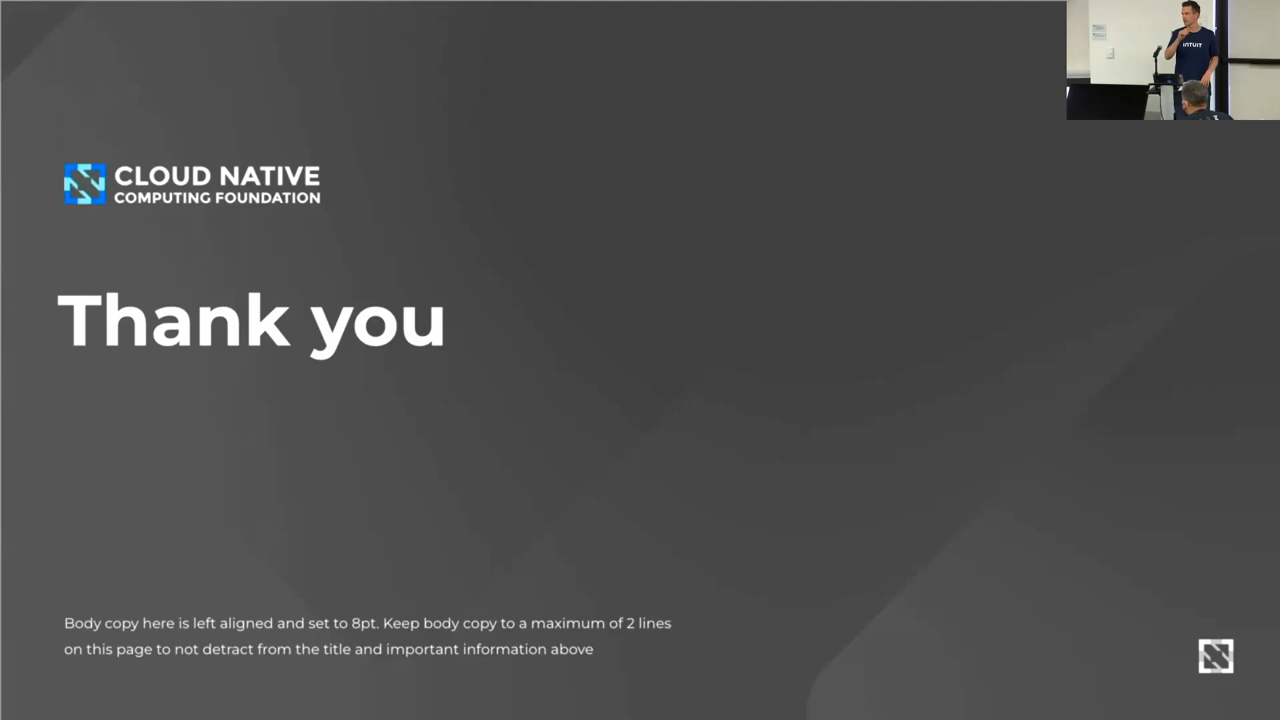 CLOUD NATIVE
COMPUTING FOUNDATION
Thank you
Body copy here is left aligned and set to 8pt. Keep body copy to a maximum of 2 lines
on this page to not detract from the title and important information above
INTUIT